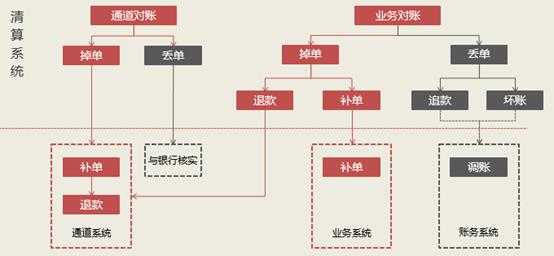 清算系统
通道对账
业务对账
掉单
丢单
掉单
丢单
退款
补单
追款
坏账
补单
与银行核实
补单
调账
退款
通道系统
业务系统
账务系统